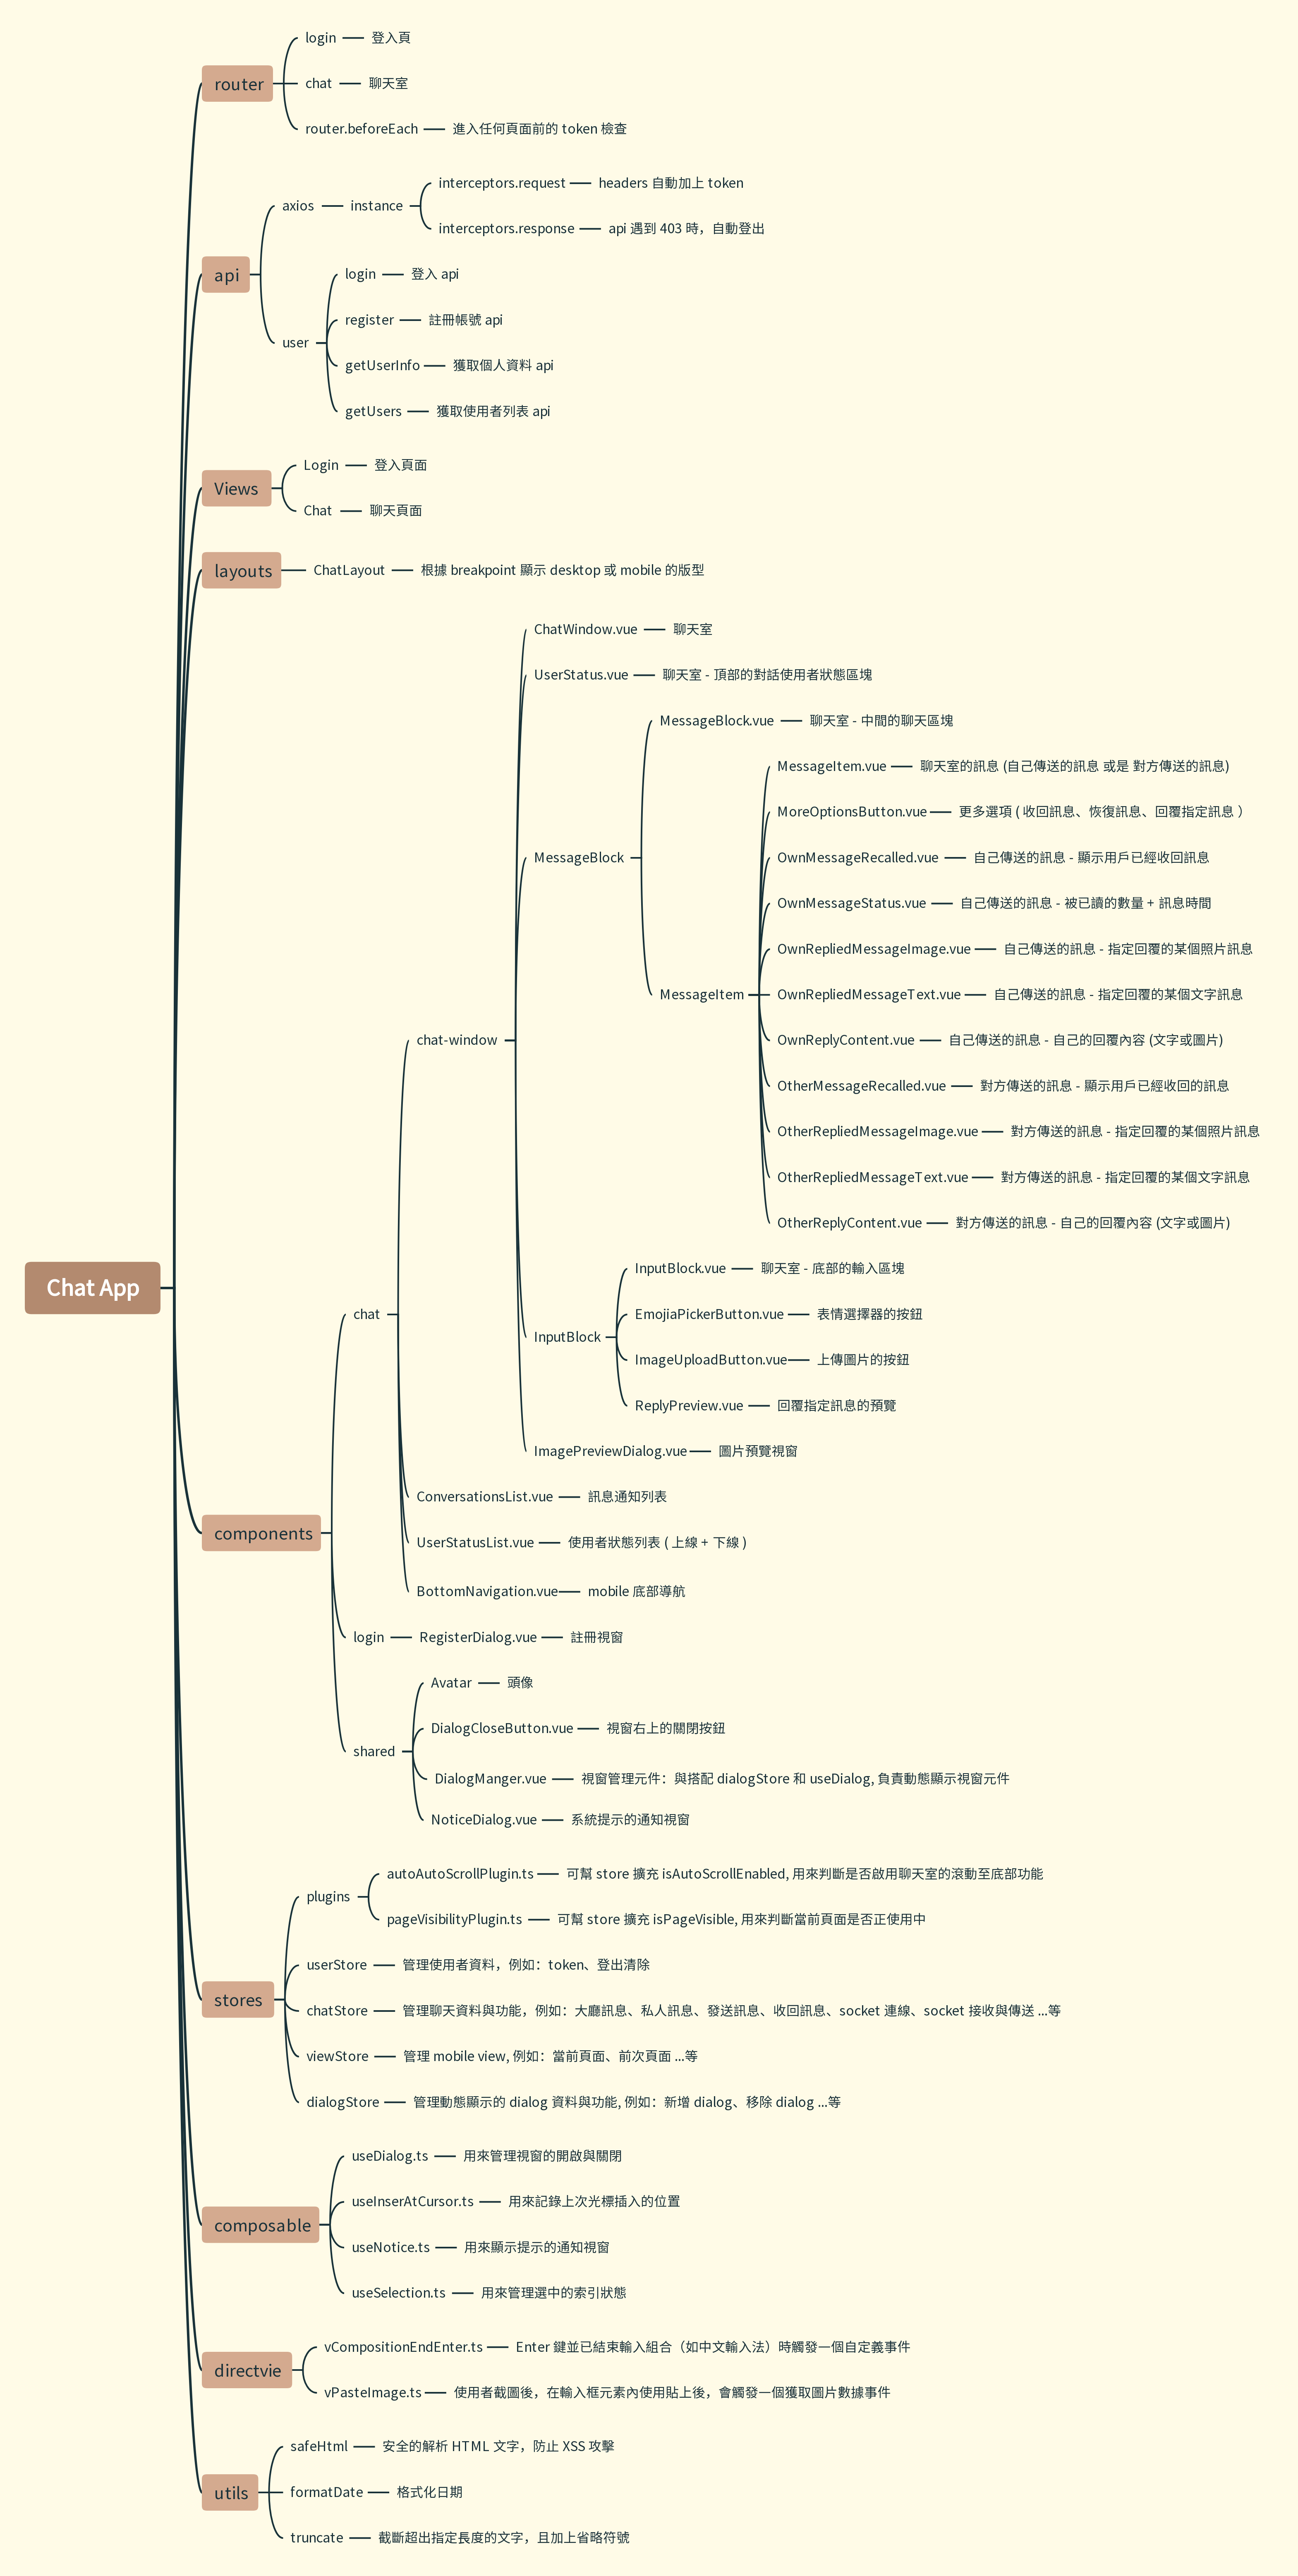 Chat App
router
login
登入頁
chat
聊天室
router.beforeEach
進入任何頁面前的 token 檢查
api
axios
instance
interceptors.request
headers 自動加上 token
interceptors.response
api 遇到 403 時，自動登出
user
login
登入 api
register
註冊帳號 api
getUserInfo
獲取個人資料 api
getUsers
獲取使用者列表 api
Views
Login
登入頁面
Chat
聊天頁面
layouts
ChatLayout
根據 breakpoint 顯示 desktop 或 mobile 的版型
components
chat
chat-window
ChatWindow.vue
聊天室
UserStatus.vue
聊天室 - 頂部的對話使用者狀態區塊
MessageBlock
MessageBlock.vue
聊天室 - 中間的聊天區塊
MessageItem
MessageItem.vue
聊天室的訊息 (自己傳送的訊息 或是 對方傳送的訊息)
MoreOptionsButton.vue
更多選項 ( 收回訊息、恢復訊息、回覆指定訊息 ）
OwnMessageRecalled.vue
自己傳送的訊息 - 顯示用戶已經收回訊息
OwnMessageStatus.vue
自己傳送的訊息 - 被已讀的數量 + 訊息時間
OwnRepliedMessageImage.vue
自己傳送的訊息 - 指定回覆的某個照片訊息
OwnRepliedMessageText.vue
自己傳送的訊息 - 指定回覆的某個文字訊息
OwnReplyContent.vue
自己傳送的訊息 - 自己的回覆內容 (文字或圖片)
OtherMessageRecalled.vue
對方傳送的訊息 - 顯示用戶已經收回的訊息
OtherRepliedMessageImage.vue
對方傳送的訊息 - 指定回覆的某個照片訊息
OtherRepliedMessageText.vue
對方傳送的訊息 - 指定回覆的某個文字訊息
OtherReplyContent.vue
對方傳送的訊息 - 自己的回覆內容 (文字或圖片)
InputBlock
InputBlock.vue
聊天室 - 底部的輸入區塊
EmojiaPickerButton.vue
表情選擇器的按鈕
ImageUploadButton.vue
上傳圖片的按鈕
ReplyPreview.vue
回覆指定訊息的預覽
ImagePreviewDialog.vue
圖片預覽視窗
ConversationsList.vue
訊息通知列表
UserStatusList.vue
使用者狀態列表 ( 上線 + 下線 )
BottomNavigation.vue
mobile 底部導航
login
RegisterDialog.vue
註冊視窗
shared
Avatar
頭像
DialogCloseButton.vue
視窗右上的關閉按鈕
DialogManger.vue
視窗管理元件：與搭配 dialogStore 和 useDialog, 負責動態顯示視窗元件
NoticeDialog.vue
系統提示的通知視窗
stores
plugins
autoAutoScrollPlugin.ts
可幫 store 擴充 isAutoScrollEnabled, 用來判斷是否啟用聊天室的滾動至底部功能
pageVisibilityPlugin.ts
可幫 store 擴充 isPageVisible, 用來判斷當前頁面是否正使用中
userStore
管理使用者資料，例如：token、登出清除
chatStore
管理聊天資料與功能，例如：大廳訊息、私人訊息、發送訊息、收回訊息、socket 連線、socket 接收與傳送 ...等
viewStore
管理 mobile view, 例如：當前頁面、前次頁面 ...等
dialogStore
管理動態顯示的 dialog 資料與功能, 例如：新增 dialog、移除 dialog ...等
composable
useDialog.ts
用來管理視窗的開啟與關閉
useInserAtCursor.ts
用來記錄上次光標插入的位置
useNotice.ts
用來顯示提示的通知視窗
useSelection.ts
用來管理選中的索引狀態
directvie
vCompositionEndEnter.ts
Enter 鍵並已結束輸入組合（如中文輸入法）時觸發一個自定義事件
vPasteImage.ts
使用者截圖後，在輸入框元素內使用貼上後，會觸發一個獲取圖片數據事件
utils
safeHtml
安全的解析 HTML 文字，防止 XSS 攻擊
formatDate
格式化日期
truncate
截斷超出指定長度的文字，且加上省略符號